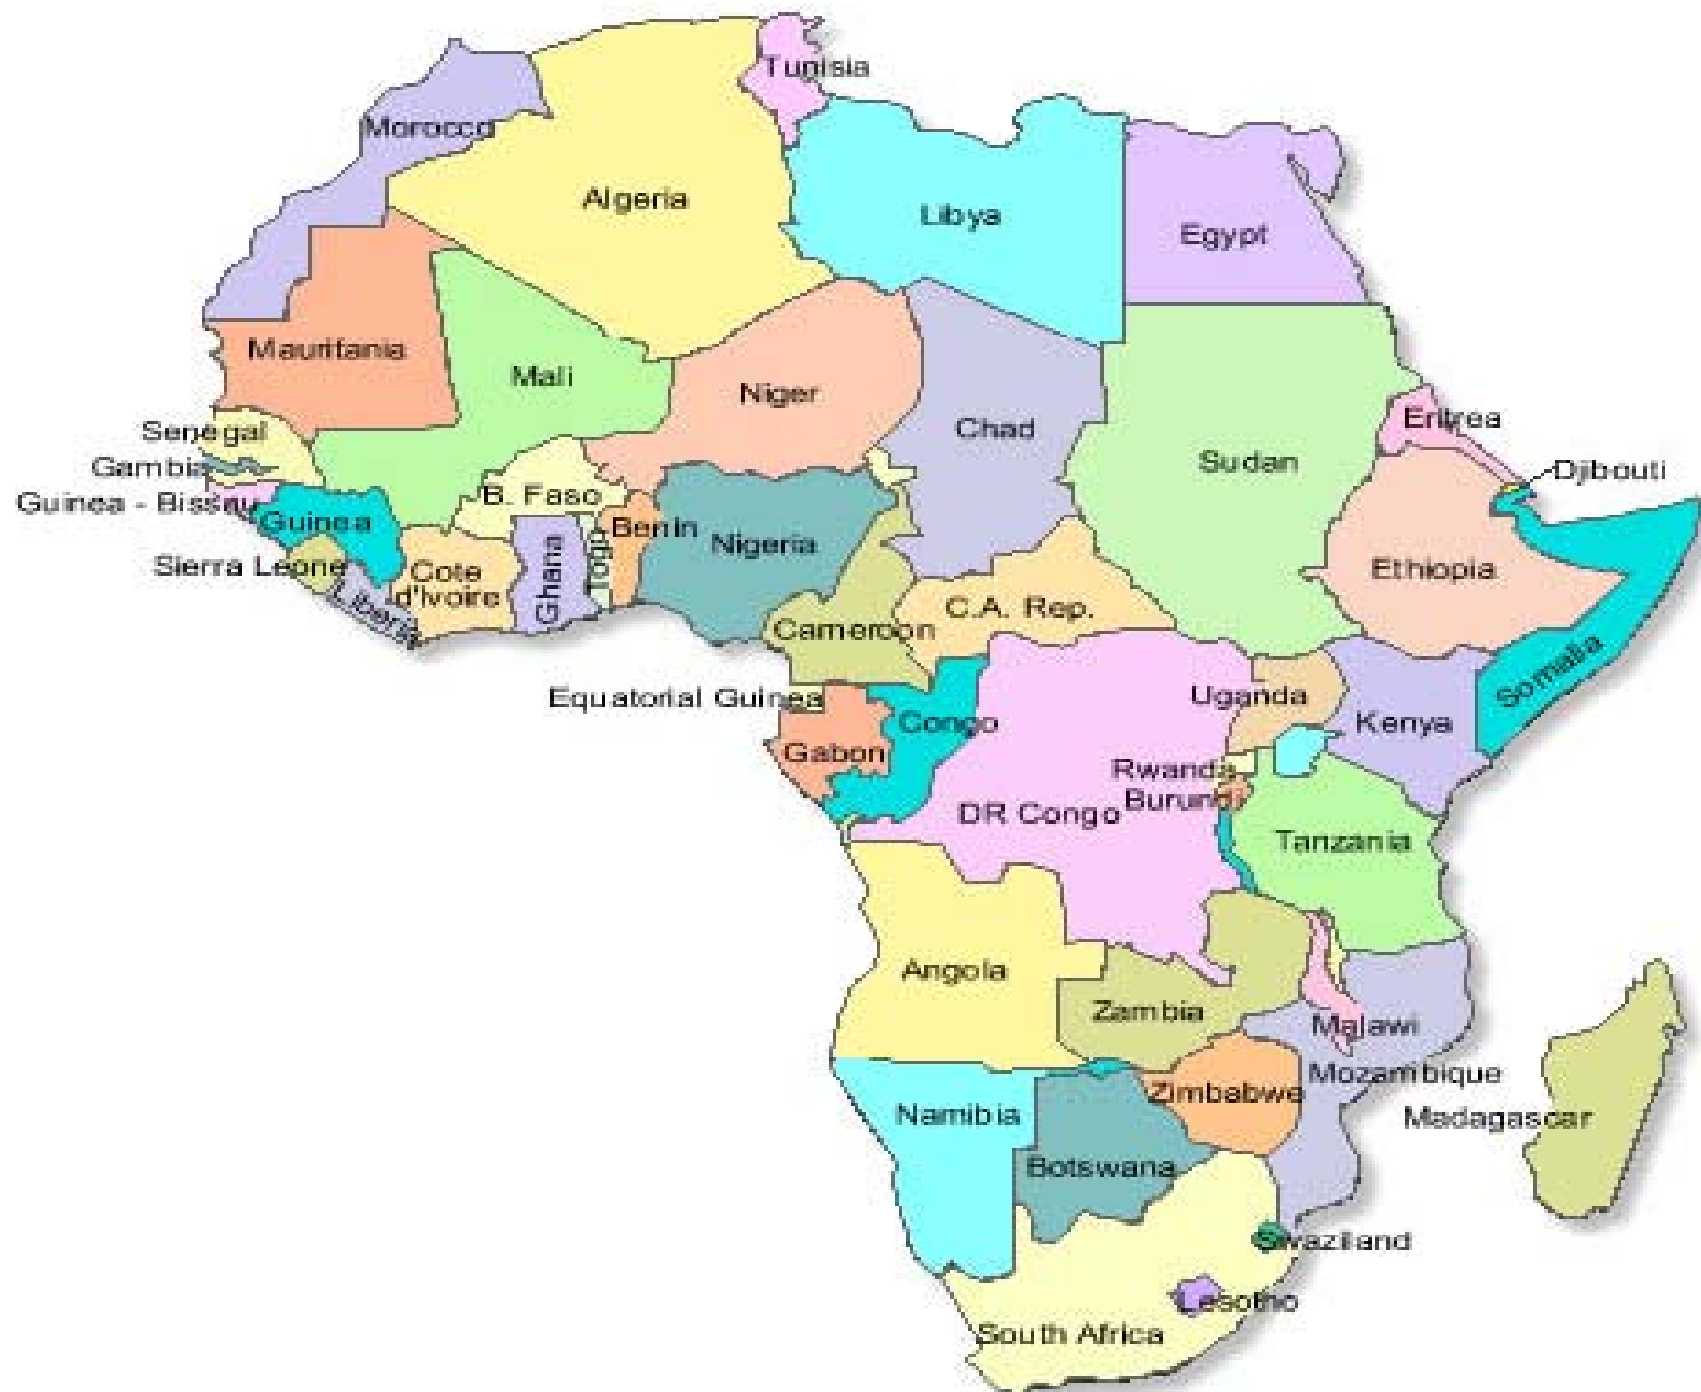 Tunisia
Morocco
Algeria
Libya
Egypt
Mauritania
Mali
Niger
Chad
Sudan
Eritrea
Djibouti
Senegal
Gambia
Guinea - Bissau
Guinea
B. Faso
Benin
Nigeria
Togo
Ghana
Sierra Leone
Liberia
Cote
d'Ivoire
Ethiopia
C.A. Rep.
Cameroon
Somalia
Equatorial Guinea
Uganda
Kenya
Congo
Gabon
Rwanda
Burundi
DR Congo
Tanzania
Angola
Zambia
Malawi
Mozambique
Zimbabwe
Madagascar
Namibia
Botswana
Swaziland
Lesotho
South Africa